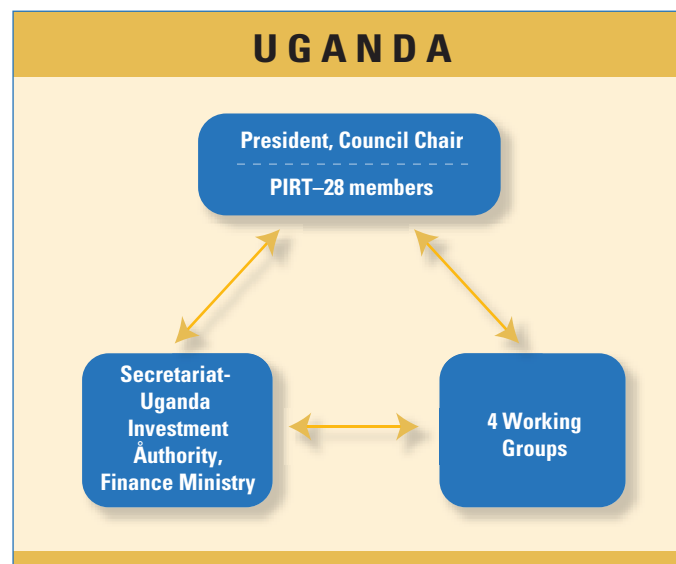 UGANDA
President, Council Chair
PIRT–28 members
Secretariat-
Uganda
Investment
Åuthority,
Finance Ministry
4 Working
Groups